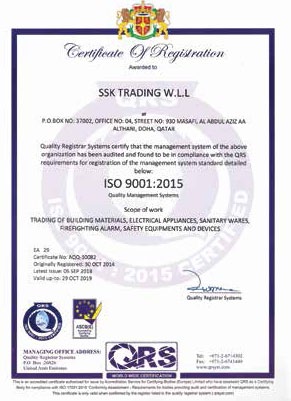 Certificate Of Registration
Awarded to
SSK TRADING W.L.L
at
P.O.BOX NO: 37002, OFFICE NO: 04, STREET NO: 930 MASAFI, AL ABDUL AZIZ AA
ALTHANI, DOHA, QATAR
Quality Registrar Systems certify that the management system of the above
organization has been audited and found to be in compliance with the QRS
requirements for registration of the management system standard detailed
below:
ISO 9001:2015
Quality Management Systems
Scope of work
TRADING OF BUILDING MATERIALS, ELECTRICAL APPLIANCES, SANITARY WARES,
FIREFIGHTING ALARM, SAFETY EQUIPMENTS AND DEVICES
EA 29
Certificate No: AQQ-30082
Originally Registered: 30 OCT 2016
Latest Issue: 06 SEP 2018
Valid up-to: 29 OCT 2019
Quality Registrar Systems
QRS
ASCB(E)
MANAGING OFFICE ADDRESS:
Quality Registrar Systems
United Arab Emirates
QRS
WORLD WIDE CERTIFICATION